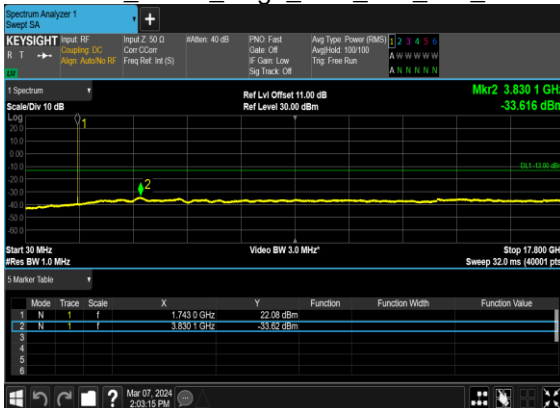 Spectrum Analyzer 1
Swept SA
+
KEYSIGHT Input: RF Input Z: 50 Ω #Atten: 40 dB PNO: Fast Avg Type: Power (RMS) 1 2 3 4 5 6
R T Coupling: DC Corr CCorr Gate: Off Avg|Hold: 100/100 A W W W W W
Align: Auto/No RF Freq Ref: Int (S) IF Gain: Low Trig: Free Run
Sig Track: Off A N N N N N
1 Spectrum Ref Lvl Offset 11.00 dB Mkr2 3.830 1 GHz
Scale/Div 10 dB Ref Level 30.00 dBm -33.616 dBm
Log
20.0
10.0
0.00
-10.0
DL1 -13.00 dBm
-20.0
-30.0
-40.0
-50.0
-60.0
1
2
Start 30 MHz Video BW 3.0 MHz* Stop 17.800 GHz
#Res BW 1.0 MHz Sweep 32.0 ms (40001 pts)
5 Marker Table
Mode Trace Scale X Y Function Function Width Function Value
1 N 1 f 1.743 0 GHz 22.08 dBm
2 N 1 f 3.830 1 GHz -33.62 dBm
3
4
5
6
? Mar 07, 2024
2:03:15 PM